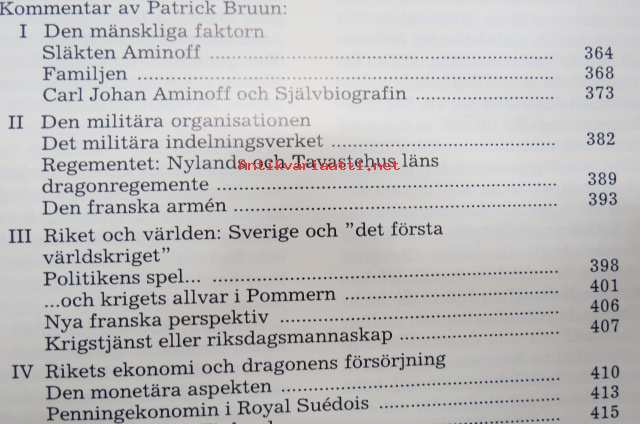 Kommentar av Patrick Bruun:
I Den mänskliga faktorn
Släkten Aminoff 364
Familjen 368
Carl Johan Aminoff och Självbiografin 373
II Den militära organisationen
Det militära indelningsverket 382
Regementet: Nylands och Tavastehus läns
antikvariaatti.net
dragonregemente 389
Den franska armén 393
III Riket och världen: Sverige och ”det första
världskriget”
Politikens spel... 398
...och krigets allvar i Pommern 401
Nya franska perspektiv 406
Krigstjänst eller riksdagsmannaskap 407
IV Rikets ekonomi och dragonens försörjning
Den monetära aspekten 410
Penningekonomin i Royal Suédois 413
415